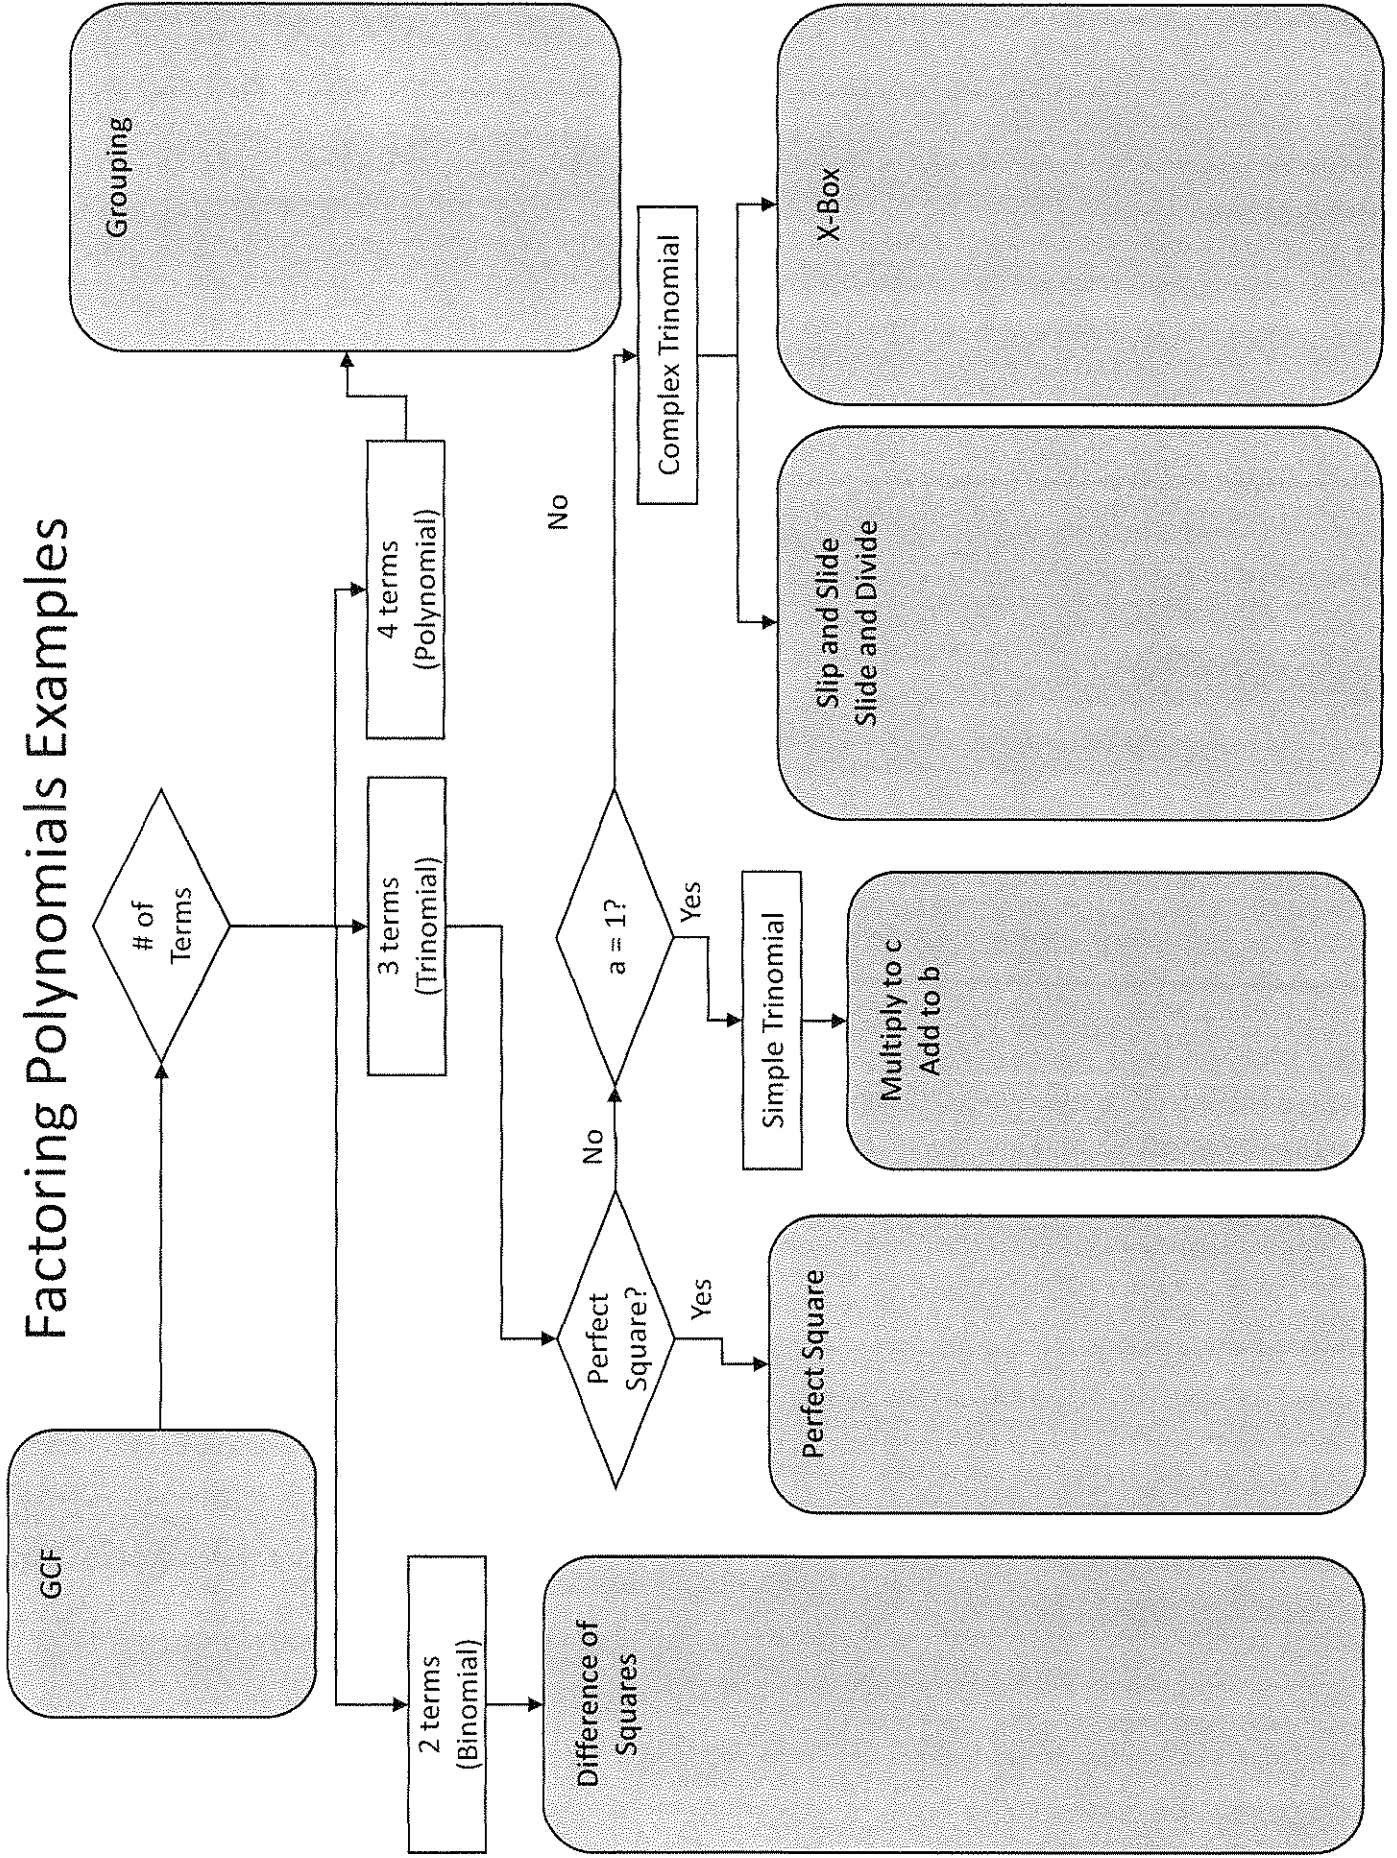 Factoring Polynomials Examples
GCF
# of
Terms
2 terms
(Binomial)
3 terms
(Trinomial)
4 terms
(Polynomial)
Grouping
Difference of
Squares
Perfect
Square?
No
Yes
a = 1?
No
Yes
Perfect Square
Simple Trinomial
Multiply to c
Add to b
Complex Trinomial
Slip and Slide
Slide and Divide
X-Box